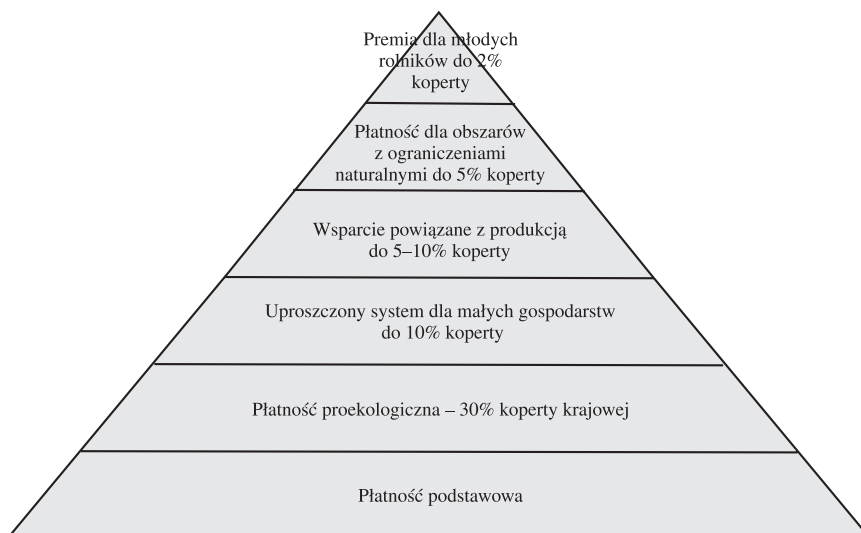 Premia dla młodych
rolników do 2%
koperty
Płatność dla obszarów
z ograniczeniami
naturalnymi do 5% koperty
Wsparcie powiązane z produkcją
do 5–10% koperty
Uproszczony system dla małych gospodarstw
do 10% koperty
Płatność proekologiczna – 30% koperty krajowej
Płatność podstawowa